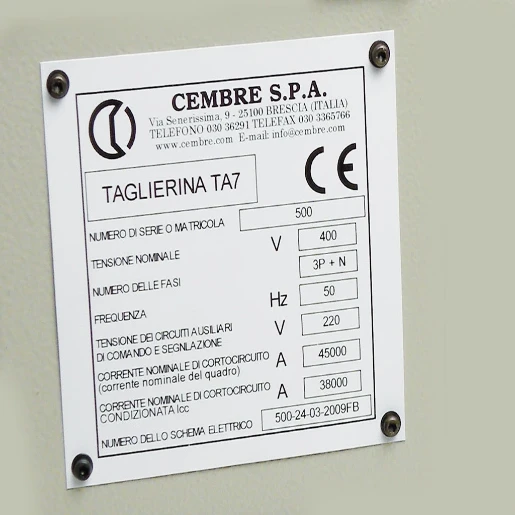 CEMBRE S.P.A.
Via Senerissima, 9 - 25100 BRESCIA (ITALIA)
TELEFONO 030 36291 TELEFAX 030 3365766
www.cembre.com E-mail: info@cembre.com
TAGLIERINA TA7
CE
NUMERO DI SERIE O MATRICOLA 500
TENSIONE NOMINALE V 400
NUMERO DELLE FASI 3P + N
FREQUENZA Hz 50
TENSIONE DEI CIRCUITI AUSILIARI
DI COMANDO E SEGNLAZIONE V 220
CORRENTE NOMINALE DI CORTOCIRCUITO
(corrente nominale del quadro) A 45000
CORRENTE NOMINALE DI CORTOCIRCUITO
CONDIZIONATA Icc A 38000
NUMERO DELLO SCHEMA ELETTRICO 500-24-03-2009FB